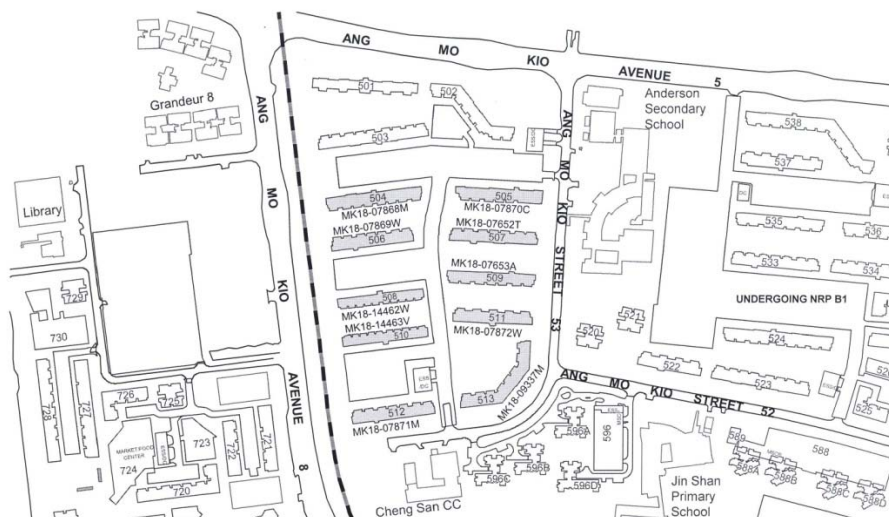 ANG MO KIO AVENUE 5
Grandeur 8
ANG MO KIO AVENUE 8
501
502
503
Anderson
Secondary
School
ANG MO KIO STREET 53
538
537
Library
504
MK18-07868M
505
MK18-07870C
MK18-07869W
506
MK18-07652T
507
535
536
MK18-07653A
509
533
534
729
730
508
MK18-14462W
MK18-14463V
510
511
MK18-07872W
520
521
UNDERGOING NRP B1
524
522
523
ANG MO KIO STREET 52
525
MK18-09337M
513
512
MK18-07871M
728
727
726
725
MARKET/FOOD
CENTER
724
723
722
720
596A
596
596B
596C
596D
589
588
588A
588B
588C
588D
Cheng San CC
Jin Shan
Primary
School